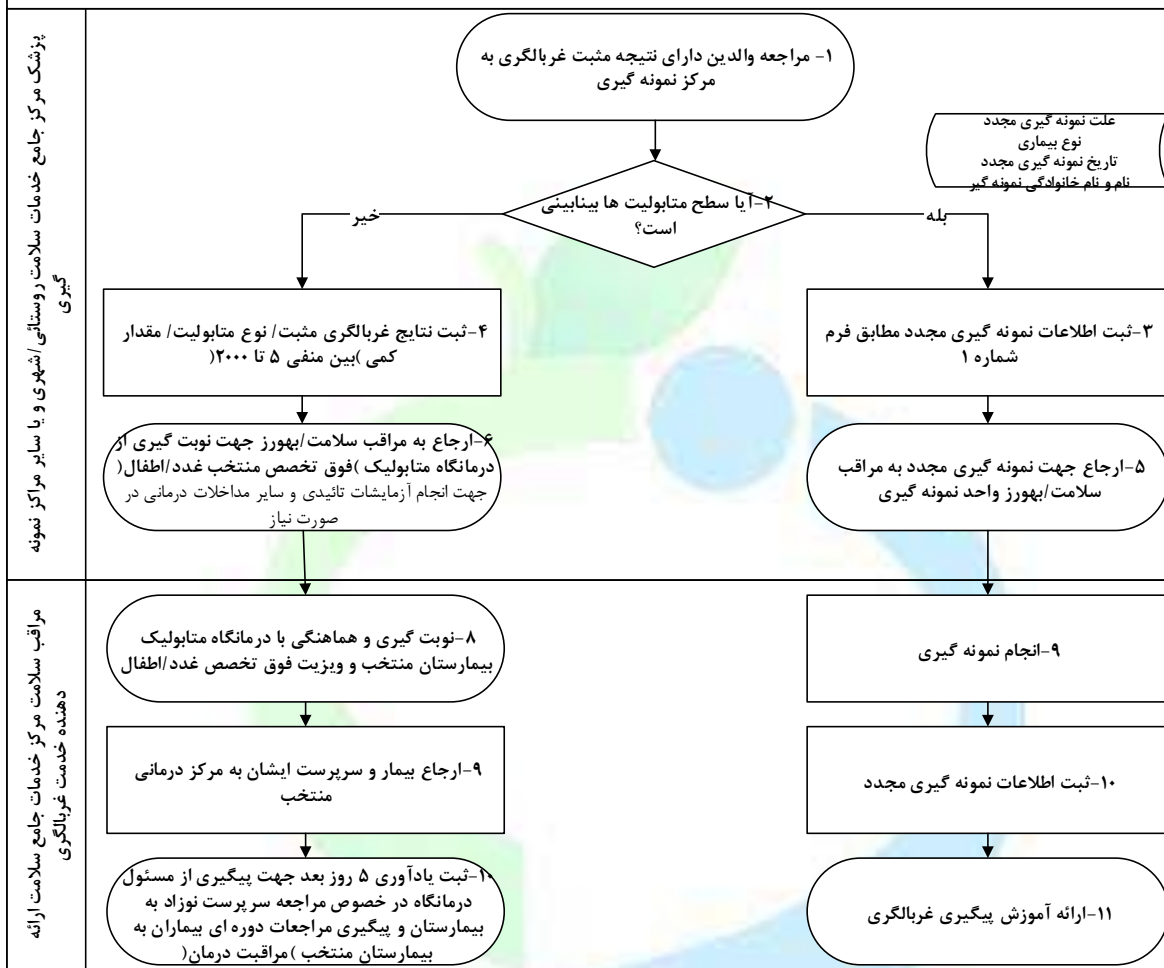 پزشک مرکز جامع خدمات سلامت روستائی/شهری و یا سایر مراکز نمونه
گیری
۱- مراجعه والدین دارای نتیجه مثبت غربالگری به
مرکز نمونه گیری
علت نمونه گیری مجدد
نوع بیماری
تاریخ نمونه گیری مجدد
نام و نام خانوادگی نمونه گیر
۲-آیا سطح متابولیت ها بینابینی
است؟
بله
خیر
۳-ثبت اطلاعات نمونه گیری مجدد مطابق فرم
شماره ۱
۴-ثبت نتایج غربالگری مثبت/ نوع متابولیت/ مقدار
کمی )بین منفی ۵ تا ۲۰۰۰(
۵-ارجاع جهت نمونه گیری مجدد به مراقب
سلامت/بهورز واحد نمونه گیری
۶-ارجاع به مراقب سلامت/بهورز جهت نوبت گیری از
درمانگاه متابولیک )فوق تخصص منتخب غدد/اطفال(
جهت انجام آزمایشات تائیدی و سایر مداخلات درمانی در
صورت نیاز
مراقب سلامت مرکز خدمات جامع سلامت ارائه
دهنده خدمت غربالگری
۹-انجام نمونه گیری
۸-نوبت گیری و هماهنگی با درمانگاه متابولیک
بیمارستان منتخب و ویزیت فوق تخصص غدد/اطفال
۱۰-ثبت اطلاعات نمونه گیری مجدد
۹-ارجاع بیمار و سرپرست ایشان به مرکز درمانی
منتخب
۱۱-ارائه آموزش پیگیری غربالگری
۱۰-ثبت یادآوری ۵ روز بعد جهت پیگیری از مسئول
درمانگاه در خصوص مراجعه سرپرست نوزاد به
بیمارستان و پیگیری مراجعات دوره ای بیماران به
بیمارستان منتخب )مراقبت درمان(